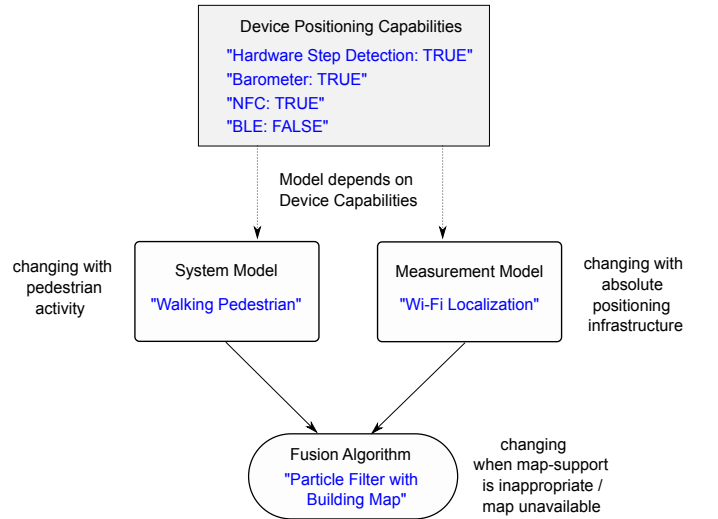 Device Positioning Capabilities
"Hardware Step Detection: TRUE"
"Barometer: TRUE"
"NFC: TRUE"
"BLE: FALSE"
Model depends on
Device Capabilities
changing with
pedestrian
activity
System Model
"Walking Pedestrian"
Measurement Model
"Wi-Fi Localization"
changing with
absolute
positioning
infrastructure
Fusion Algorithm
"Particle Filter with
Building Map"
changing
when map-support
is inappropriate /
map unavailable